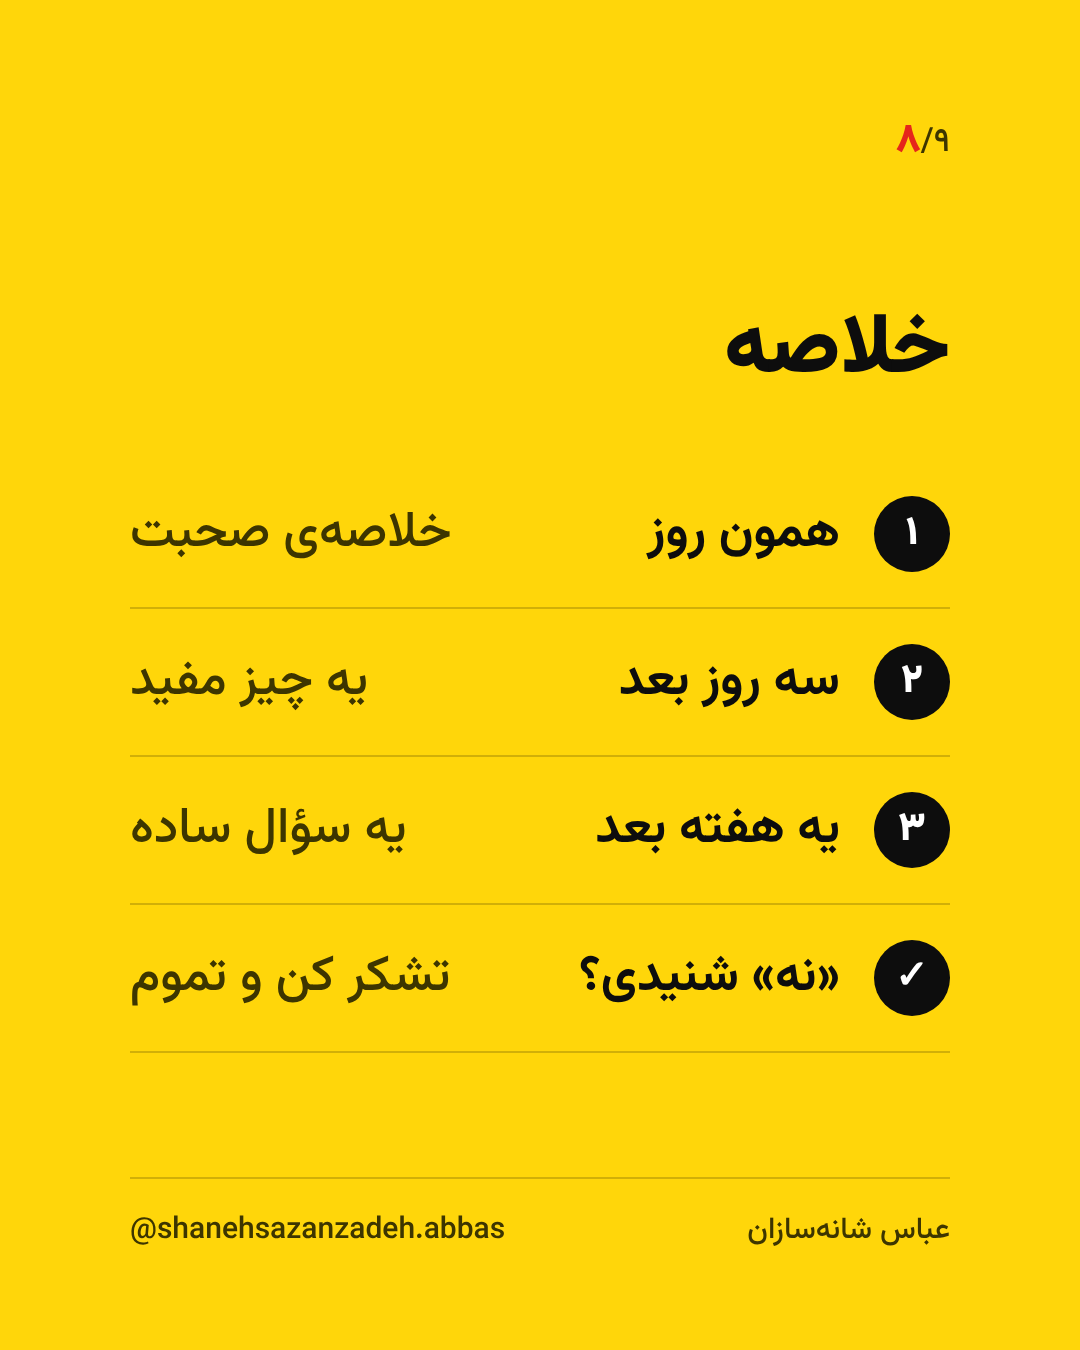 ۸/۹
خلاصه
۱ همون روز خلاصه‌ی صحبت
۲ سه روز بعد یه چیز مفید
۳ یه هفته بعد یه سؤال ساده
✓ «نه» شنیدی؟ تشکر کن و تموم
عباس شانه‌سازان @shanehsazanzadeh.abbas